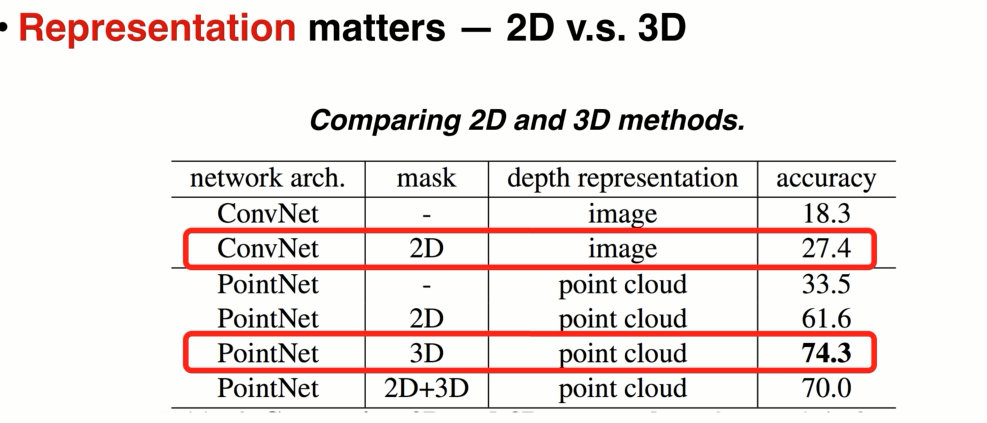 • Representation matters — 2D v.s. 3D
Comparing 2D and 3D methods.
network arch. mask depth representation accuracy
ConvNet - image 18.3
ConvNet 2D image 27.4
PointNet - point cloud 33.5
PointNet 2D point cloud 61.6
PointNet 3D point cloud 74.3
PointNet 2D+3D point cloud 70.0